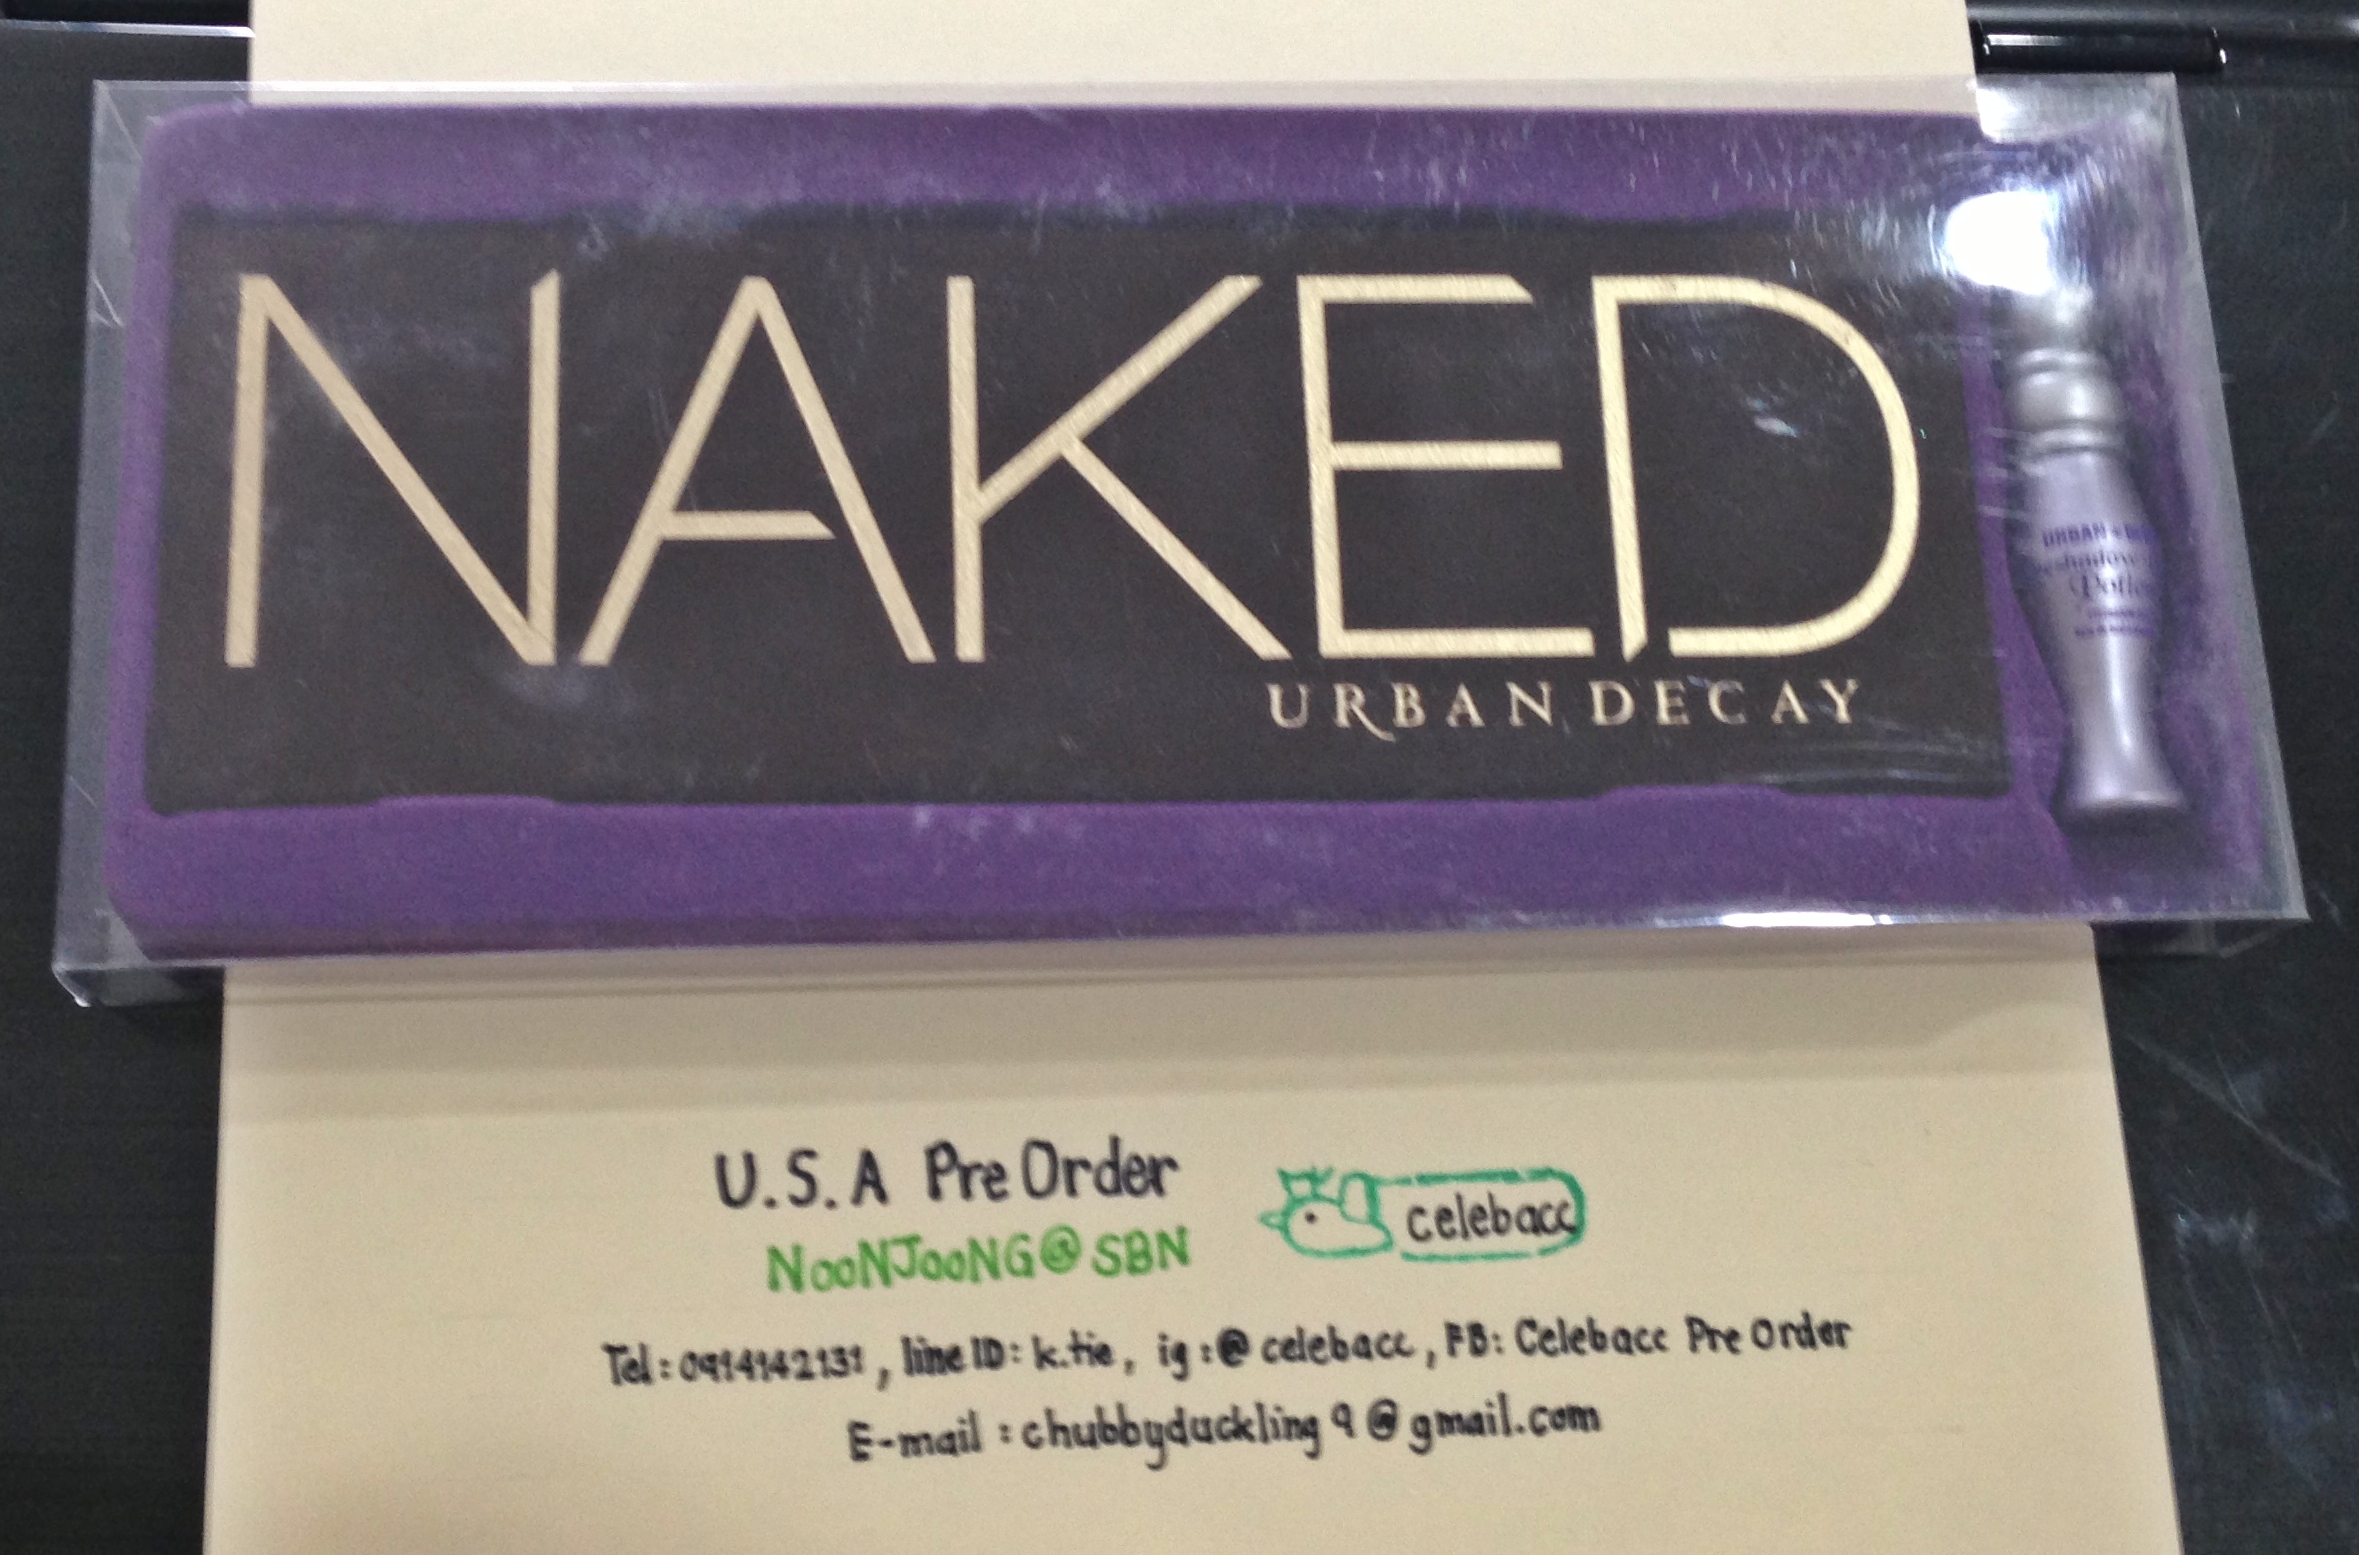 NAKED
URBAN DECAY
URBAN
U.S.A Pre Order
celebacc
NooNJooNG@SBN
Tel : 0914142131 , line ID : k.tie , ig : @ celebacc , FB : Celebacc Pre Order
E-mail : chubbyduckling9@gmail.com